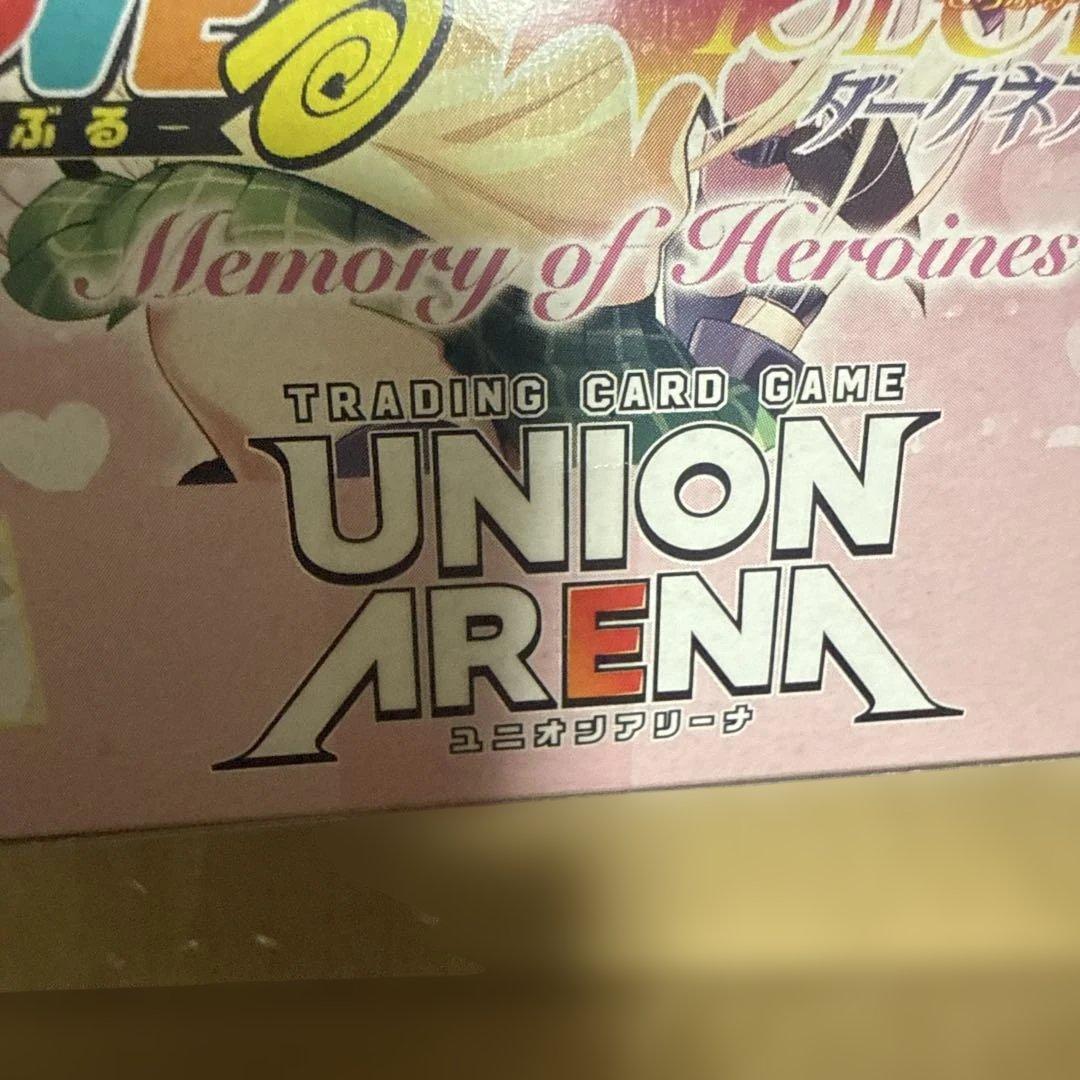 ぶるー
ダークネス
Memory of Heroines
TRADING CARD GAME
UNION
ARENA
ユニオンアリーナ